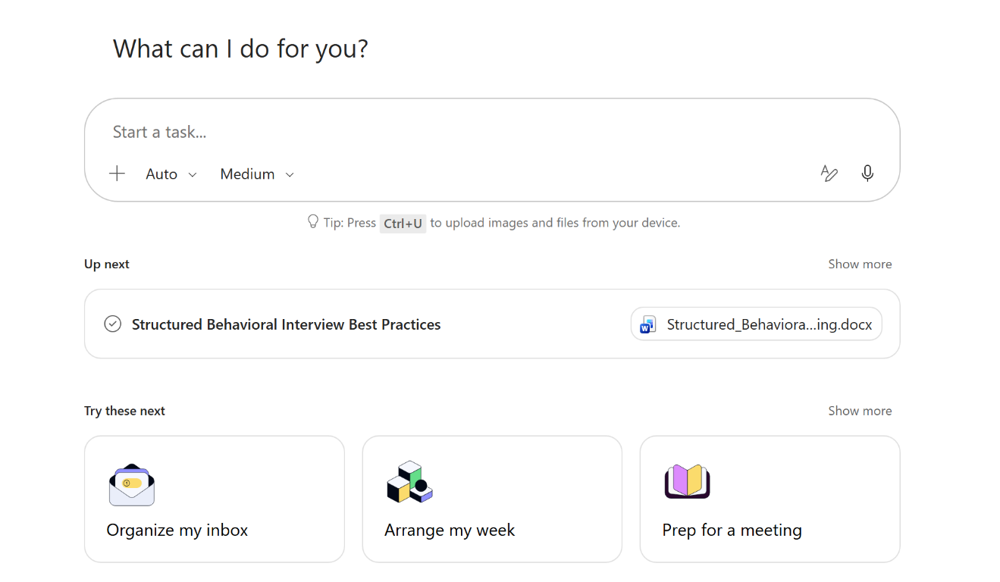 What can I do for you?
Start a task...
Auto
Medium
Tip: Press Ctrl+U to upload images and files from your device.
Up next
Show more
Structured Behavioral Interview Best Practices
Structured_Behaviora...ing.docx
Try these next
Show more
Organize my inbox
Arrange my week
Prep for a meeting